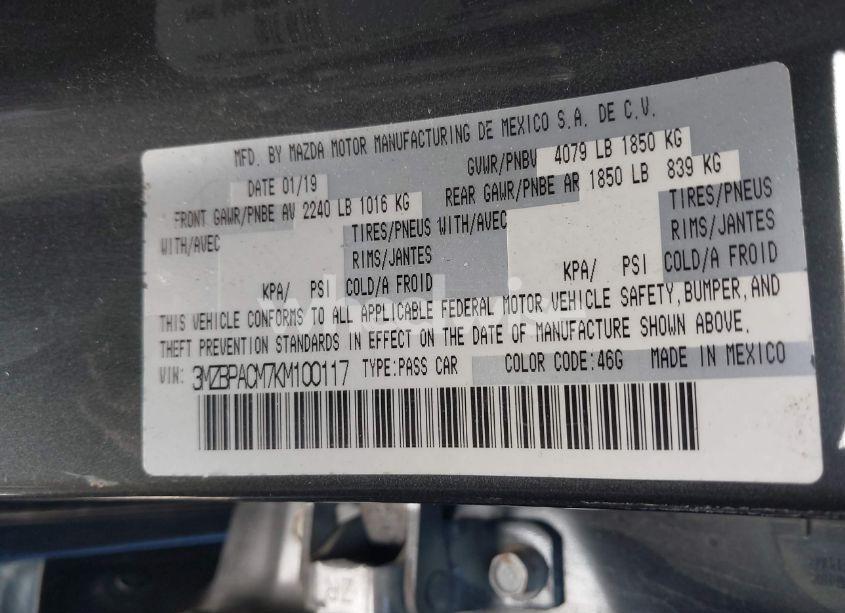 MFD. BY MAZDA MOTOR MANUFACTURING DE MEXICO S.A. DE C.V.
DATE 01/19 GVWR/PNBV 4079 LB 1850 KG
FRONT GAWR/PNBE AV 2240 LB 1016 KG REAR GAWR/PNBE AR 1850 LB 839 KG
WITH/AVEC TIRES/PNEUS WITH/AVEC TIRES/PNEUS
RIMS/JANTES RIMS/JANTES
KPA/ PSI COLD/A FROID KPA/ PSI COLD/A FROID
THIS VEHICLE CONFORMS TO ALL APPLICABLE FEDERAL MOTOR VEHICLE SAFETY, BUMPER, AND
THEFT PREVENTION STANDARDS IN EFFECT ON THE DATE OF MANUFACTURE SHOWN ABOVE.
VIN: 3MZBPACM7KM100117 TYPE:PASS CAR COLOR CODE:46G MADE IN MEXICO